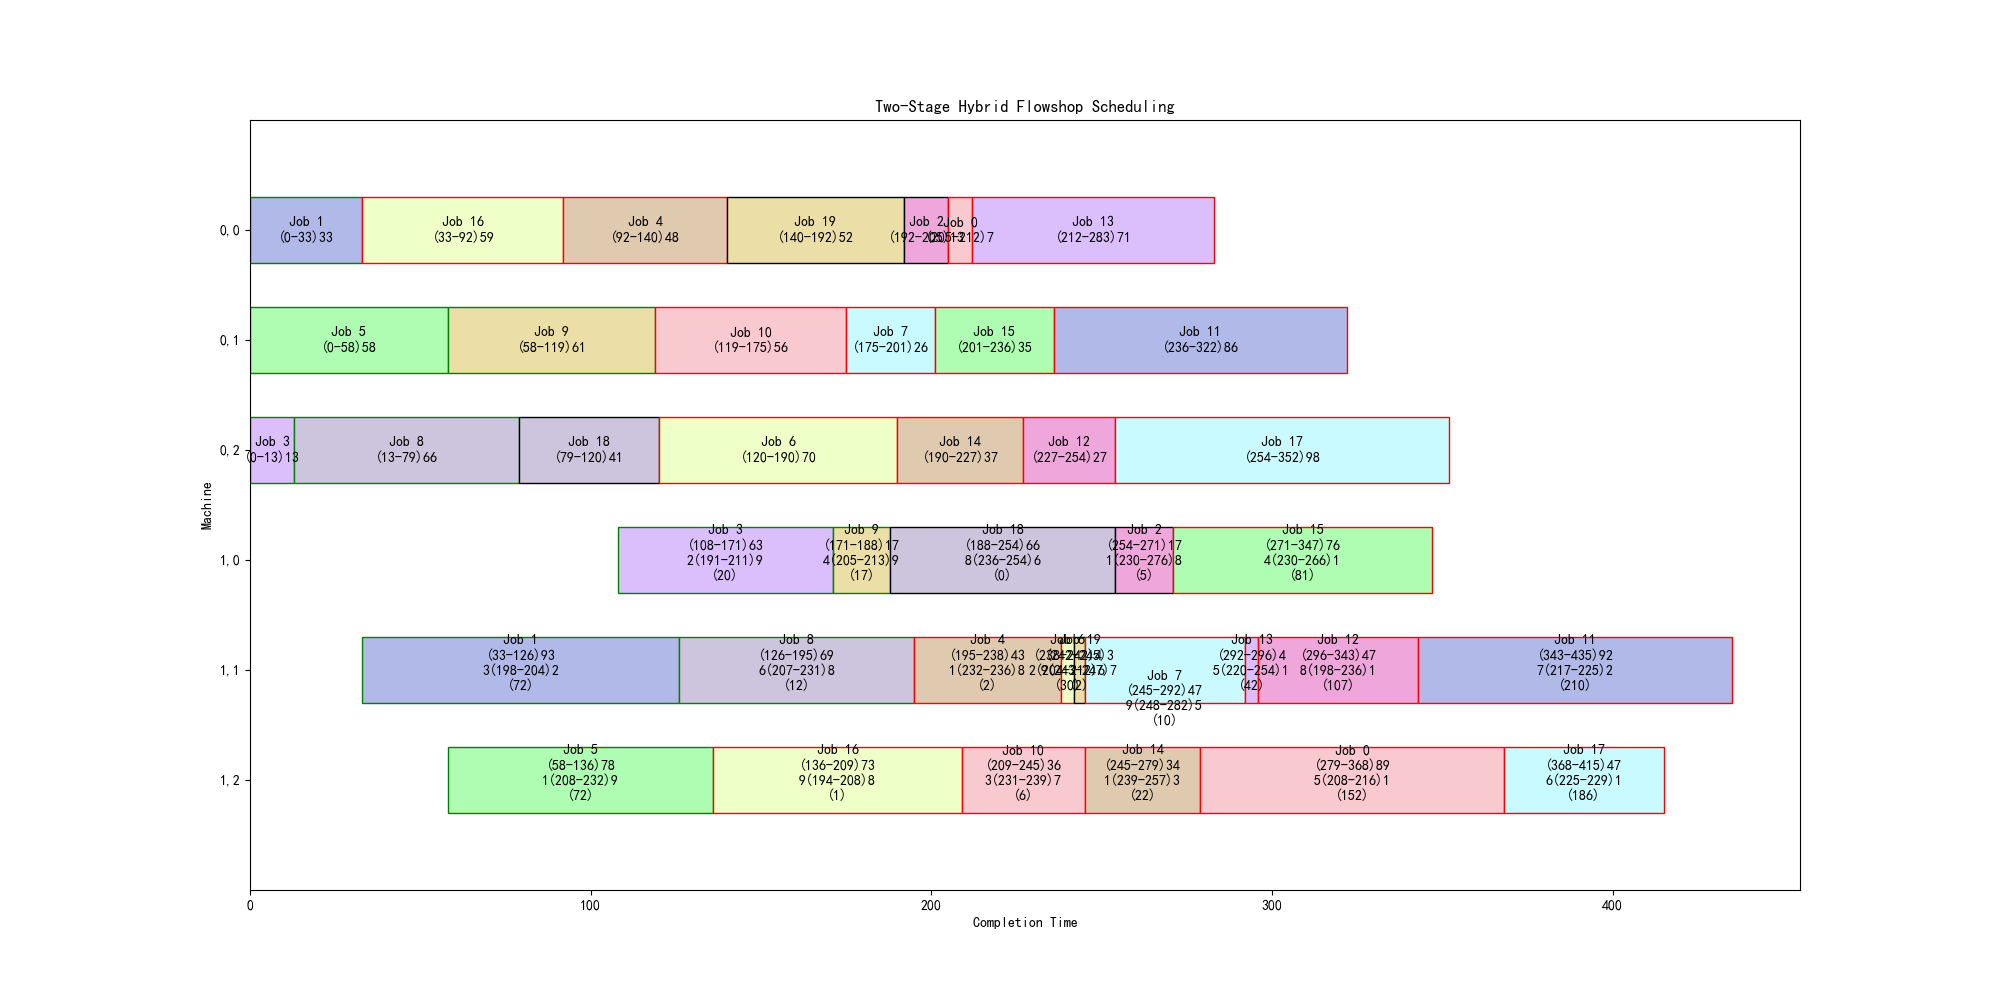 Two-Stage Hybrid Flowshop Scheduling
Machine
0,0
Job 1
(0-33)33
Job 16
(33-92)59
Job 4
(92-140)48
Job 19
(140-192)52
Job 2
Job 0
Job 13
(212-283)71
0,1
Job 5
(0-58)58
Job 9
(58-119)61
Job 10
(119-175)56
Job 7
(175-201)26
Job 15
(201-236)35
Job 11
(236-322)86
0,2
Job 3
(0-13)13
Job 8
(13-79)66
Job 18
(79-120)41
Job 6
(120-190)70
Job 14
(190-227)37
Job 12
(227-254)27
Job 17
(254-352)98
1,0
Job 3
(108-171)63
2(191-211)9
(20)
Job 9
(171-188)17
4(205-213)9
(17)
Job 18
(188-254)66
8(236-254)6
(0)
Job 2
(254-271)17
1(230-276)8
(5)
Job 15
(271-347)76
4(230-266)1
(81)
1,1
Job 1
(33-126)93
3(198-204)2
(72)
Job 8
(126-195)69
6(207-231)8
(12)
Job 4
(195-238)43
1(232-236)8
(2)
Job 7
(245-292)47
9(248-282)5
(10)
Job 13
(292-296)4
5(220-254)1
(42)
Job 12
(296-343)47
8(198-236)1
(107)
Job 11
(343-435)92
7(217-225)2
(210)
1,2
Job 5
(58-136)78
1(208-232)9
(72)
Job 16
(136-209)73
9(194-208)8
(1)
Job 10
(209-245)36
3(231-239)7
(6)
Job 14
(245-279)34
1(239-257)3
(22)
Job 0
(279-368)89
5(208-216)1
(152)
Job 17
(368-415)47
6(225-229)1
(186)
0
100
200
300
400
Completion Time